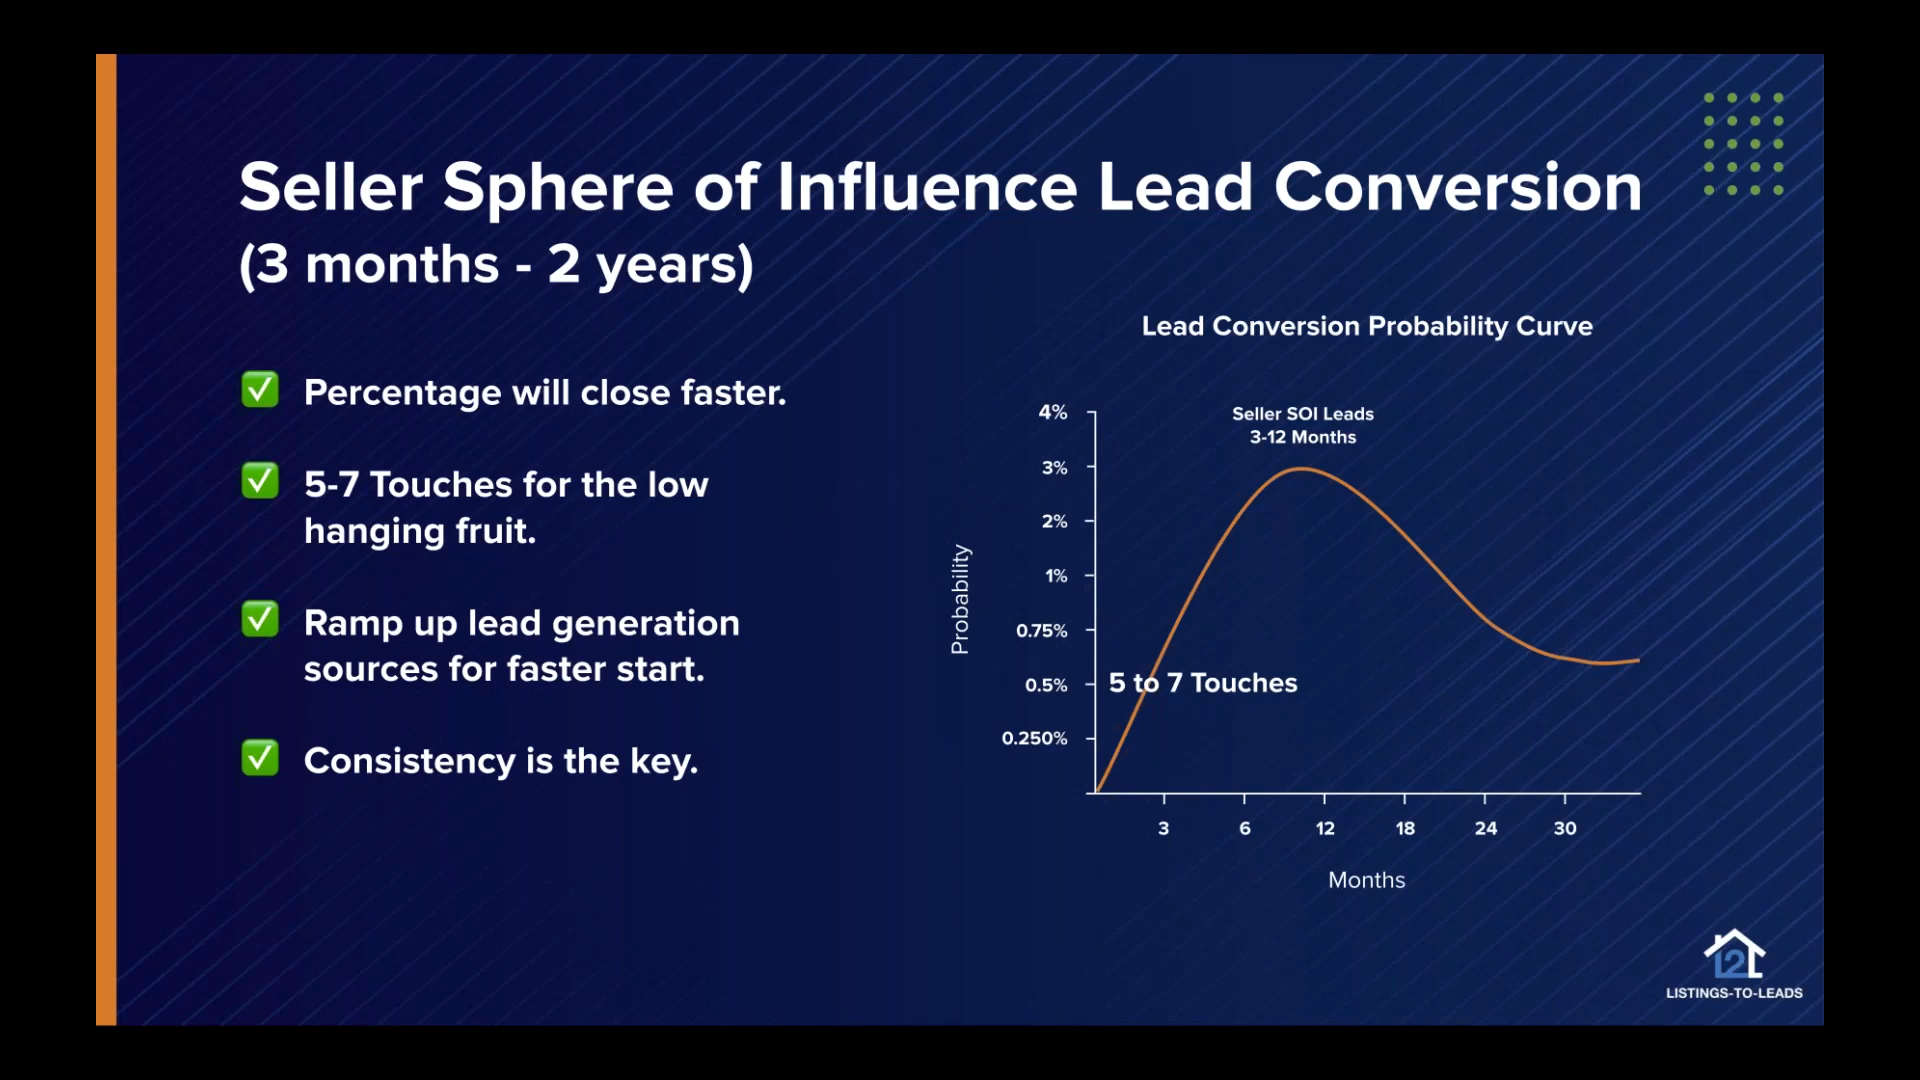 Seller Sphere of Influence Lead Conversion
(3 months - 2 years)
Percentage will close faster.
5-7 Touches for the low
hanging fruit.
Ramp up lead generation
sources for faster start.
Consistency is the key.
Lead Conversion Probability Curve
Seller SOI Leads
3-12 Months
4%
3%
2%
1%
0.75%
0.5%
0.250%
Probability
5 to 7 Touches
3 6 12 18 24 30
Months
L2L
LISTINGS-TO-LEADS